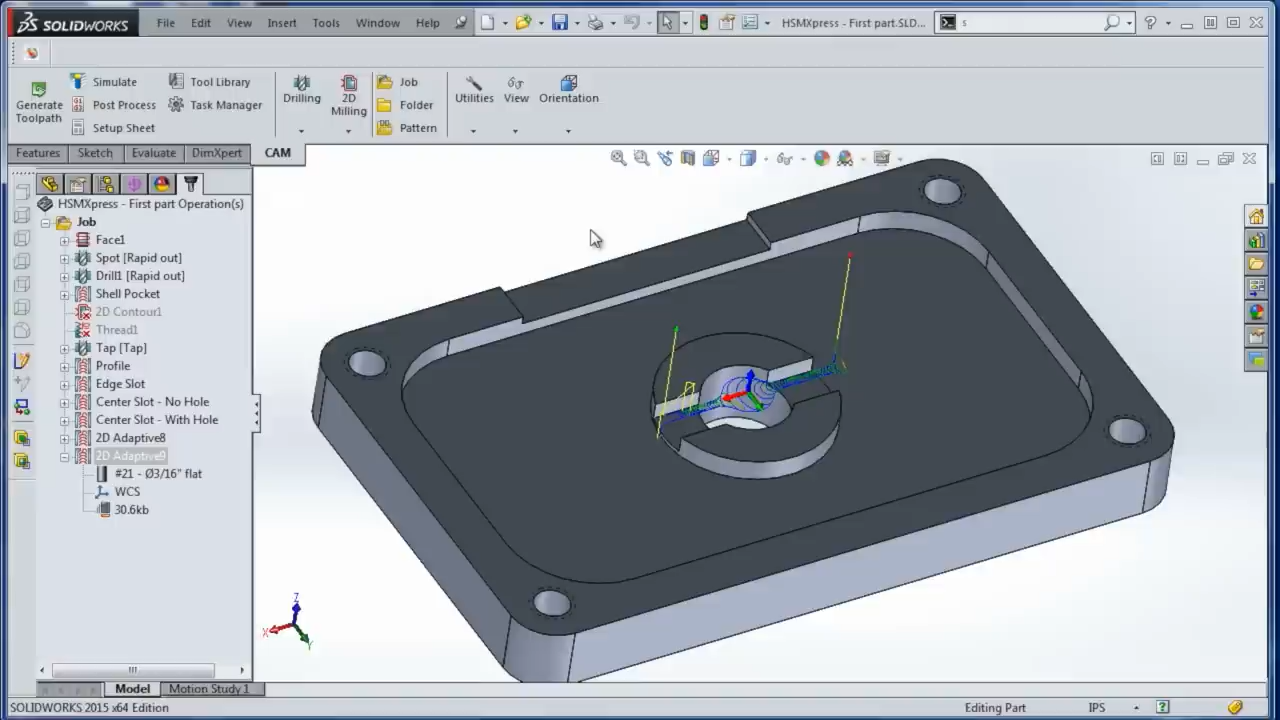 SOLIDWORKS File Edit View Insert Tools Window Help HSMXpress - First part.SLD... s
Generate Toolpath
Simulate
Post Process
Setup Sheet
Tool Library
Task Manager
Drilling
2D Milling
Job
Folder
Pattern
Utilities
View
Orientation
Features Sketch Evaluate DimXpert CAM
HSMXpress - First part Operation(s)
Job
Face1
Spot [Rapid out]
Drill1 [Rapid out]
Shell Pocket
2D Contour1
Thread1
Tap [Tap]
Profile
Edge Slot
Center Slot - No Hole
Center Slot - With Hole
2D Adaptive8
2D Adaptive9
#21 - Ø3/16" flat
WCS
30.6kb
Z
X
Y
Model Motion Study 1
SOLIDWORKS 2015 x64 Edition Editing Part IPS